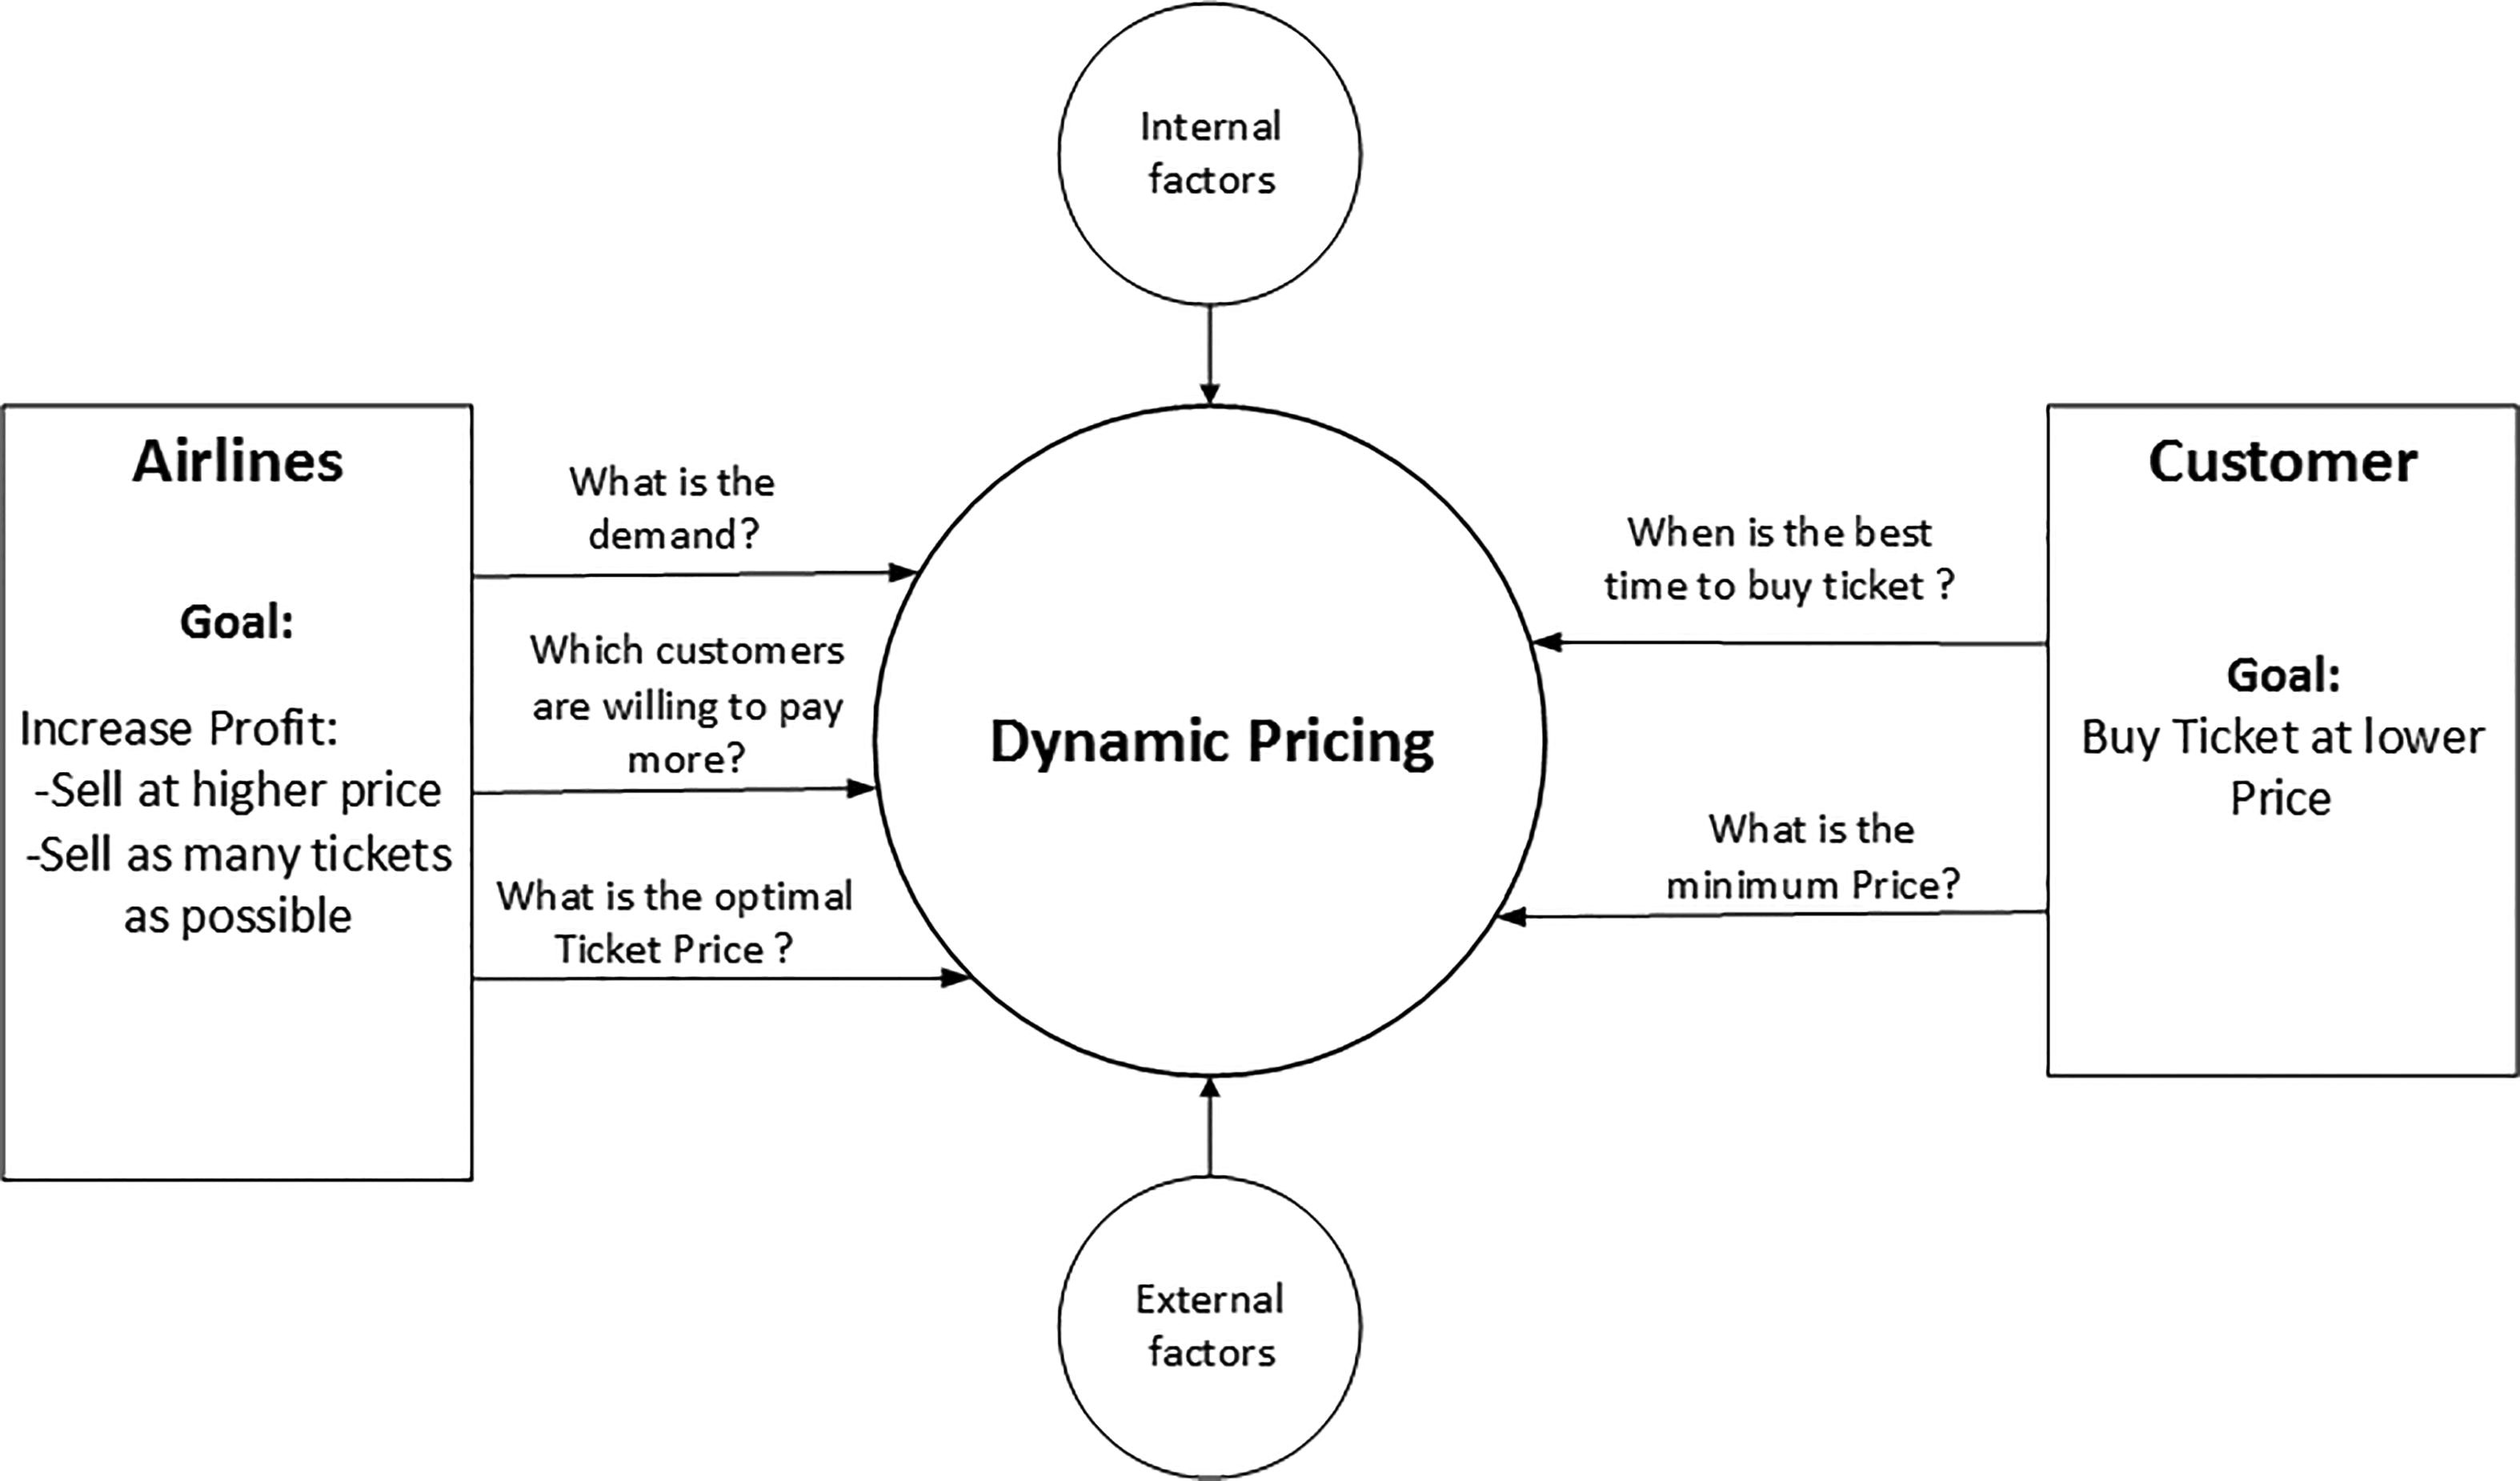 Internal
factors
Airlines
Goal:
Increase Profit:
-Sell at higher price
-Sell as many tickets
as possible
What is the
demand?
Which customers
are willing to pay
more?
What is the optimal
Ticket Price ?
Dynamic Pricing
When is the best
time to buy ticket ?
What is the
minimum Price?
Customer
Goal:
Buy Ticket at lower
Price
External
factors